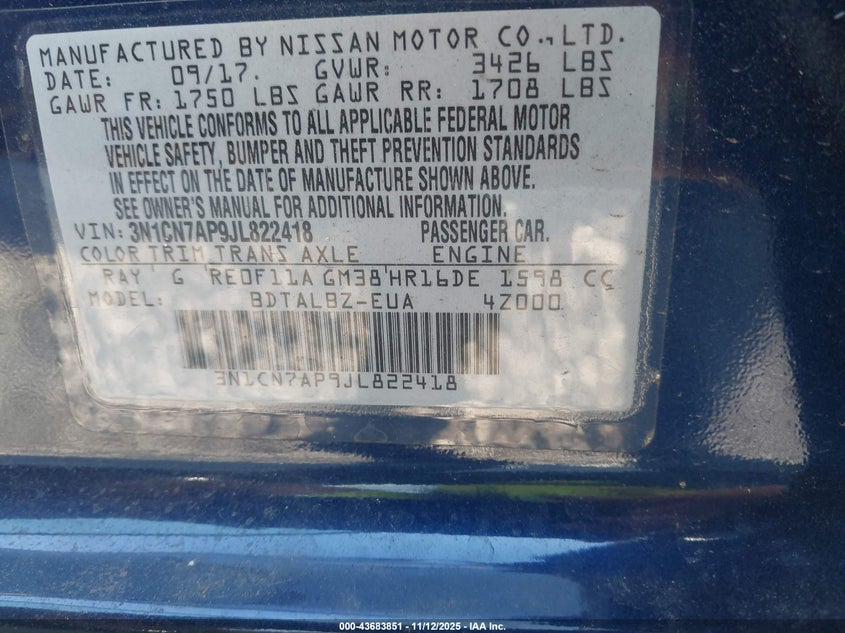 MANUFACTURED BY NISSAN MOTOR CO., LTD.
DATE: 09/17. GVWR: 3426 LBS
GAWR FR: 1750 LBS GAWR RR: 1708 LBS
THIS VEHICLE CONFORMS TO ALL APPLICABLE FEDERAL MOTOR
VEHICLE SAFETY, BUMPER AND THEFT PREVENTION STANDARDS
IN EFFECT ON THE DATE OF MANUFACTURE SHOWN ABOVE.
SEE OWNER'S MANUAL FOR ADDITIONAL INFORMATION.
VIN: 3N1CN7AP9JL822418 PASSENGER CAR.
COLOR TRIM TRANS AXLE ENGINE
RAY G RE0F11A GM38 HR16DE 1598 CC
MODEL: BDTALBZ-EUA 4Z000
3N1CN7AP9JL822418
000-43683851 - 11/12/2025 - IAA Inc.